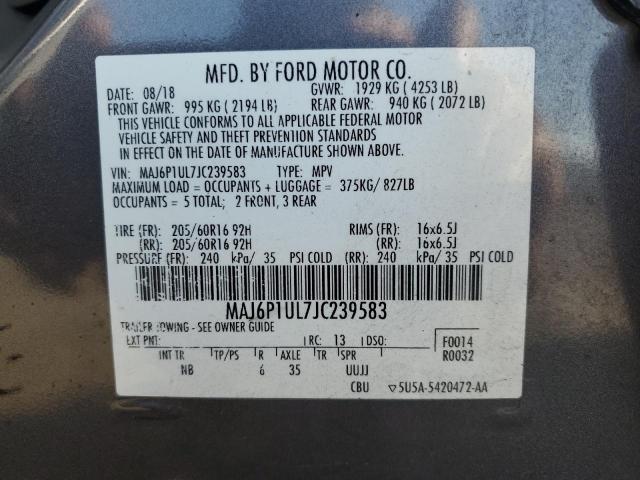 MFD. BY FORD MOTOR CO.
DATE: 08/18 GVWR: 1929 KG ( 4253 LB)
FRONT GAWR: 995 KG ( 2194 LB) REAR GAWR: 940 KG ( 2072 LB)
THIS VEHICLE CONFORMS TO ALL APPLICABLE FEDERAL MOTOR
VEHICLE SAFETY AND THEFT PREVENTION STANDARDS
IN EFFECT ON THE DATE OF MANUFACTURE SHOWN ABOVE.
VIN: MAJ6P1UL7JC239583 TYPE: MPV
MAXIMUM LOAD = OCCUPANTS + LUGGAGE = 375KG/ 827LB
OCCUPANTS = 5 TOTAL; 2 FRONT, 3 REAR
TIRE (FR): 205/60R16 92H RIMS (FR): 16x6.5J
(RR): 205/60R16 92H (RR): 16x6.5J
PRESSURE(FR): 240 kPa/ 35 PSI COLD (RR): 240 kPa/ 35 PSI COLD
MAJ6P1UL7JC239583
TRAILER TOWING - SEE OWNER GUIDE
EXT PNT: RC: 13 DSO: F0014
R0032
INT TR TP/PS R AXLE TR SPR
NB 6 35 UUJJ
CBU ▽5U5A-5420472-AA